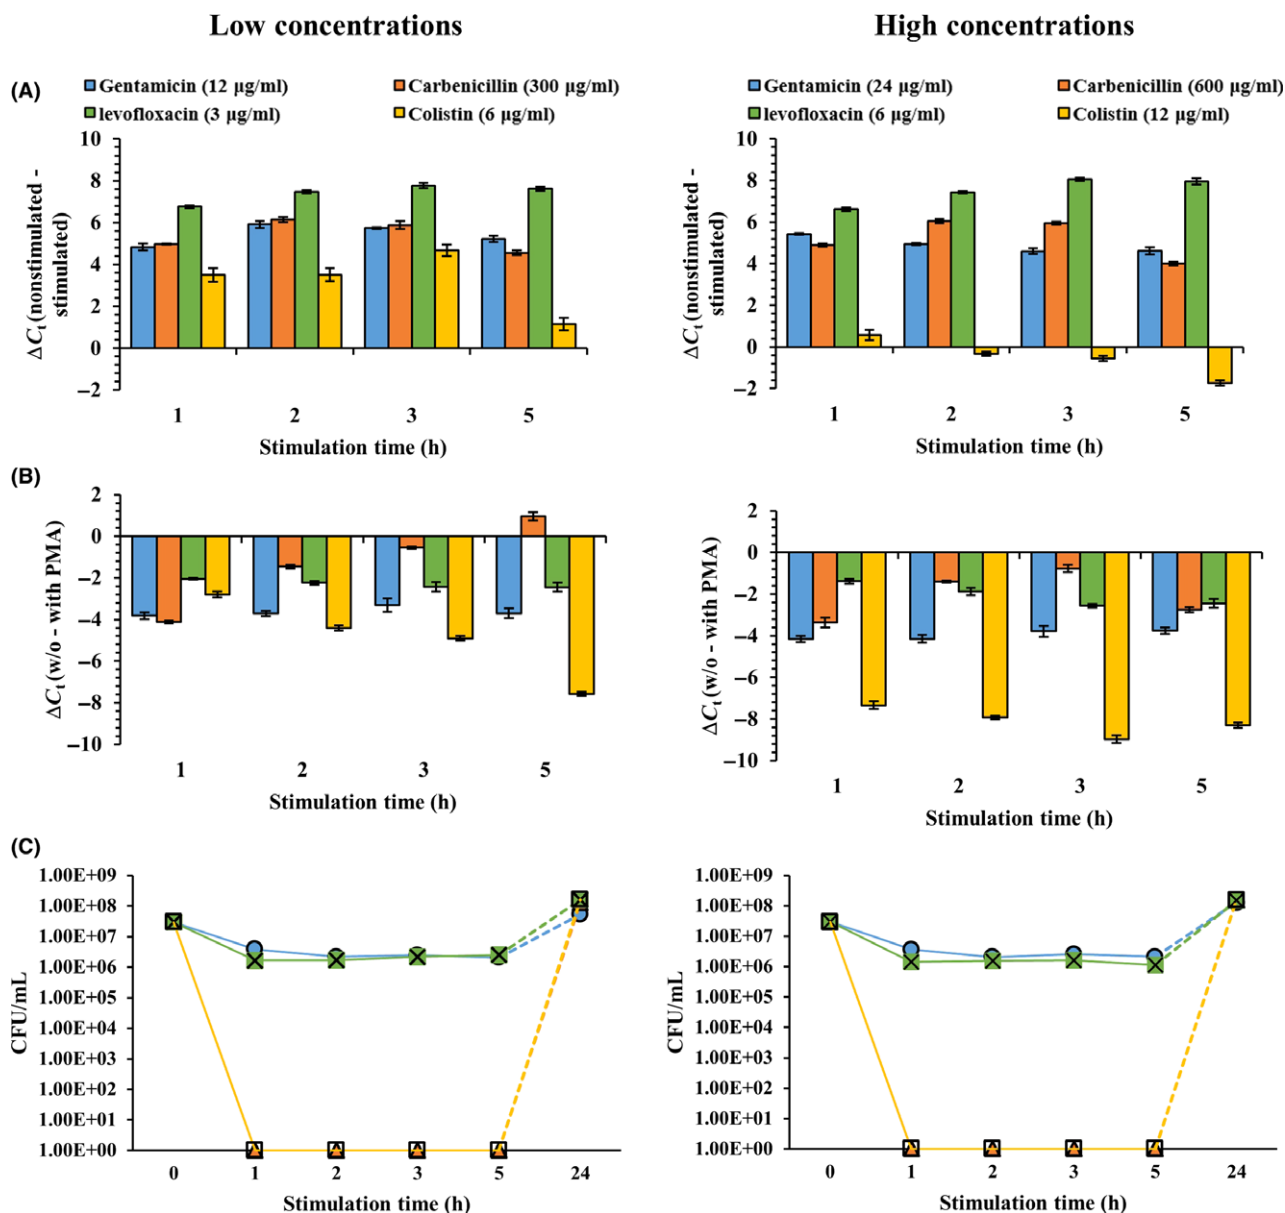 Low concentrations
High concentrations
(A)
Gentamicin (12 µg/ml)
Carbenicillin (300 µg/ml)
levofloxacin (3 µg/ml)
Colistin (6 µg/ml)
Gentamicin (24 µg/ml)
Carbenicillin (600 µg/ml)
levofloxacin (6 µg/ml)
Colistin (12 µg/ml)
ΔCt (nonstimulated -
stimulated)
10
8
6
4
2
0
–2
1 2 3 5
Stimulation time (h)
ΔCt (nonstimulated -
stimulated)
10
8
6
4
2
0
–2
1 2 3 5
Stimulation time (h)
(B)
ΔCt (w/o - with PMA)
2
0
–2
–4
–6
–8
–10
1 2 3 5
Stimulation time (h)
ΔCt (w/o - with PMA)
2
0
–2
–4
–6
–8
–10
1 2 3 5
Stimulation time (h)
(C)
CFU/mL
1.00E+09
1.00E+08
1.00E+07
1.00E+06
1.00E+05
1.00E+04
1.00E+03
1.00E+02
1.00E+01
1.00E+00
0 1 2 3 5 24
Stimulation time (h)
CFU/mL
1.00E+09
1.00E+08
1.00E+07
1.00E+06
1.00E+05
1.00E+04
1.00E+03
1.00E+02
1.00E+01
1.00E+00
0 1 2 3 5 24
Stimulation time (h)